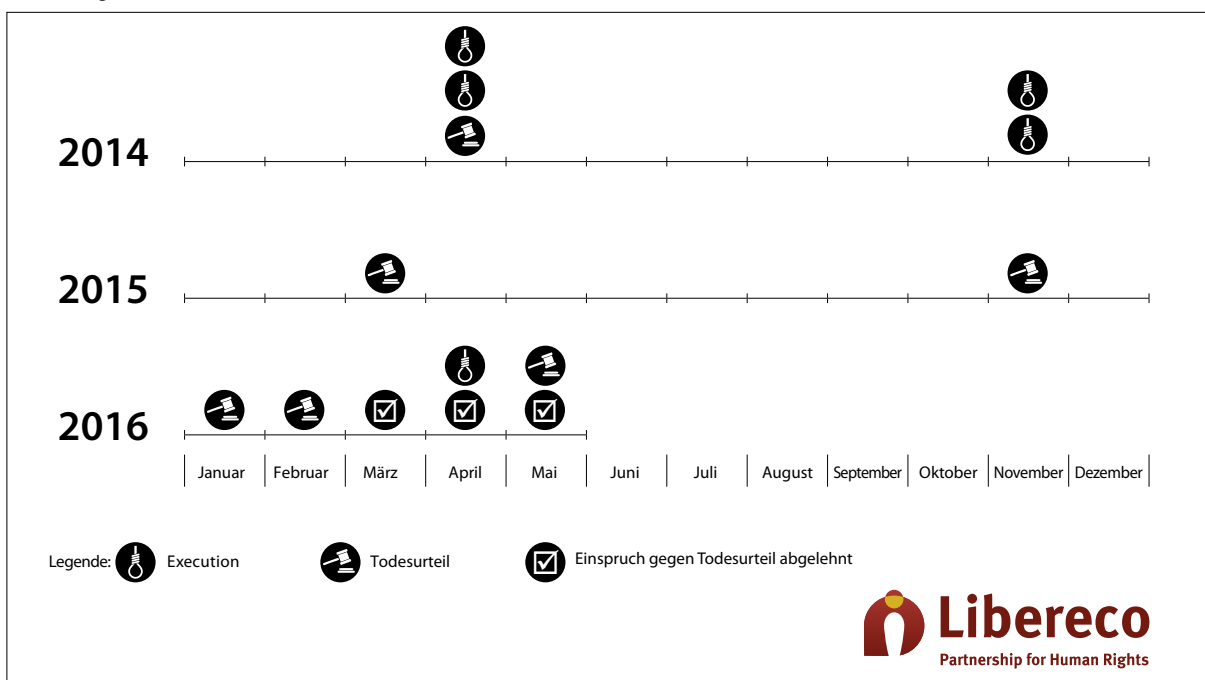 2014
2015
2016
Januar Februar März April Mai Juni Juli August September Oktober November Dezember
Legende: Execution Todesurteil Einspruch gegen Todesurteil abgelehnt
Libereco
Partnership for Human Rights